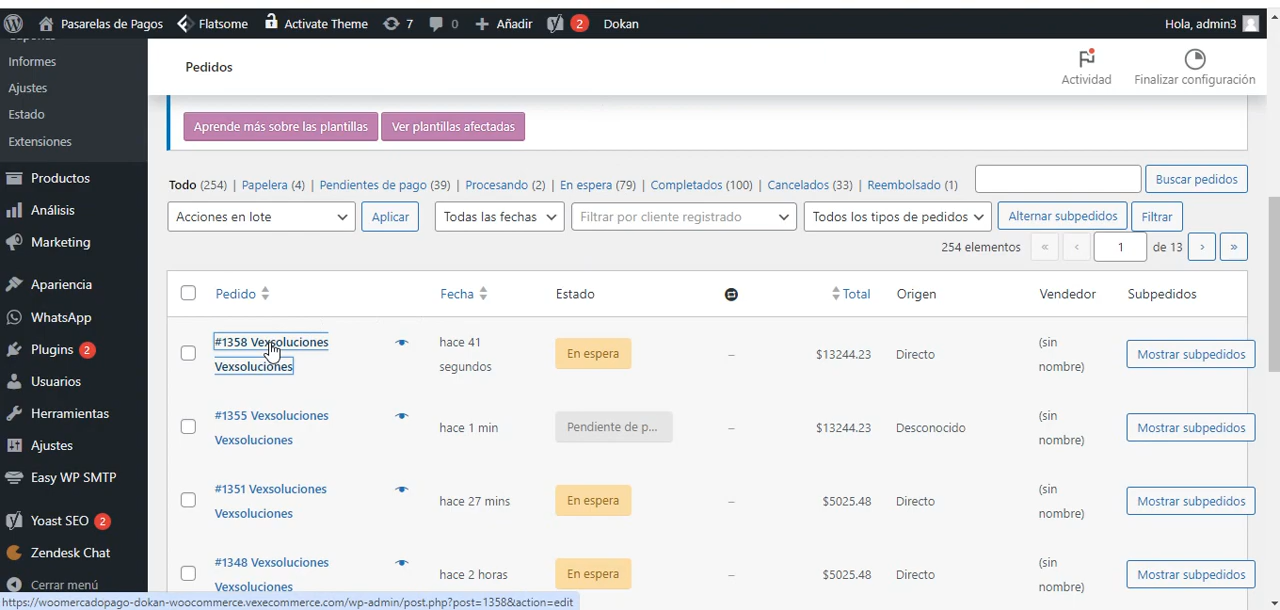 Pasarelas de Pagos Flatsome Activate Theme 7 0 Añadir 2 Dokan Hola, admin3
Informes
Ajustes
Estado
Extensiones
Productos
Análisis
Marketing
Apariencia
WhatsApp
Plugins 2
Usuarios
Herramientas
Ajustes
Easy WP SMTP
Yoast SEO 2
Zendesk Chat
Cerrar menú
Pedidos
Actividad Finalizar configuración
Aprende más sobre las plantillas Ver plantillas afectadas
Todo (254) | Papelera (4) | Pendientes de pago (39) | Procesando (2) | En espera (79) | Completados (100) | Cancelados (33) | Reembolsado (1) Buscar pedidos
Acciones en lote Aplicar Todas las fechas Filtrar por cliente registrado Todos los tipos de pedidos Alternar subpedidos Filtrar
254 elementos « ‹ 1 de 13 › »
Pedido Fecha Estado Total Origen Vendedor Subpedidos
#1358 Vexsoluciones hace 41 En espera – $13244.23 Directo (sin Mostrar subpedidos
Vexsoluciones segundos nombre)
#1355 Vexsoluciones hace 1 min Pendiente de p... – $13244.23 Desconocido (sin Mostrar subpedidos
Vexsoluciones nombre)
#1351 Vexsoluciones hace 27 mins En espera – $5025.48 Directo (sin Mostrar subpedidos
Vexsoluciones nombre)
#1348 Vexsoluciones hace 2 horas En espera – $5025.48 Directo (sin Mostrar subpedidos
Vexsoluciones nombre)
https://woomercadopago-dokan-woocommerce.vexecommerce.com/wp-admin/post.php?post=1358&action=edit